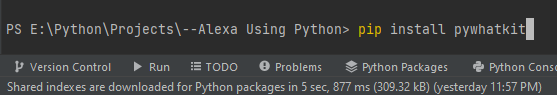 PS E:\Python\Projects\--Alexa Using Python> pip install pywhatkit
Version Control Run TODO Problems Python Packages Python Cons
Shared indexes are downloaded for Python packages in 5 sec, 877 ms (309.32 kB) (yesterday 11:57 PM)